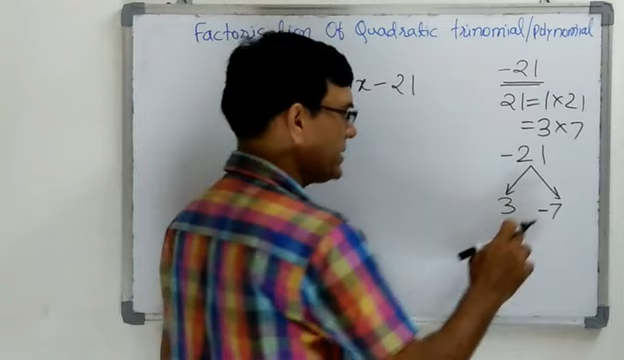 Factorisation Of Quadratic trinomial/polynomial
x - 21
-21
21 = 1 x 21
= 3 x 7
-21
3 -7